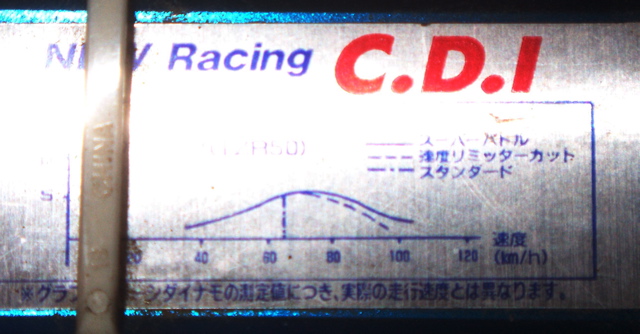 Racing C.D.I
スーパーバトル
速度リミッターカット
スタンダード
5
20 40 60 80 100 120 速度
(km/h)
ンダイナモの測定値につき、実際の走行速度とは異なります。